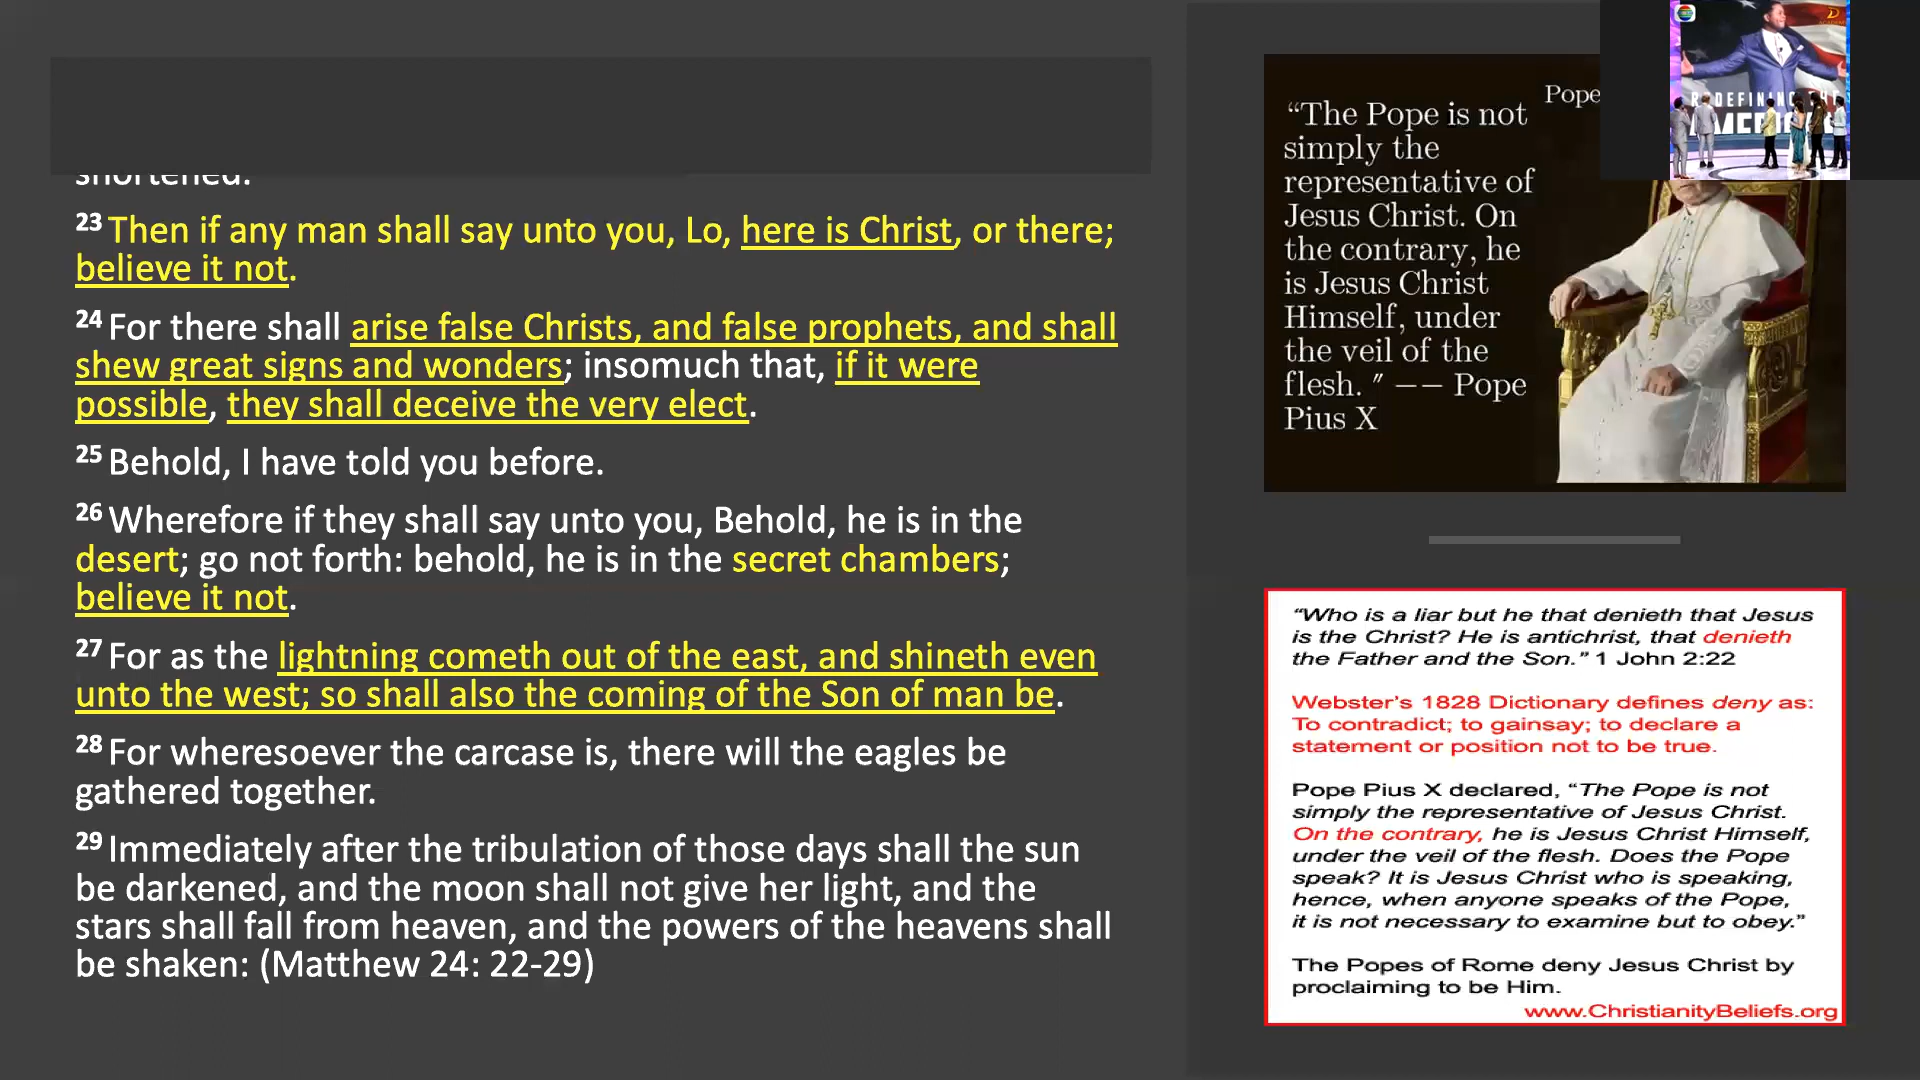 shortened.
23 Then if any man shall say unto you, Lo, here is Christ, or there;
believe it not.
24 For there shall arise false Christs, and false prophets, and shall
shew great signs and wonders; insomuch that, if it were
possible, they shall deceive the very elect.
25 Behold, I have told you before.
26 Wherefore if they shall say unto you, Behold, he is in the
desert; go not forth: behold, he is in the secret chambers;
believe it not.
27 For as the lightning cometh out of the east, and shineth even
unto the west; so shall also the coming of the Son of man be.
28 For wheresoever the carcase is, there will the eagles be
gathered together.
29 Immediately after the tribulation of those days shall the sun
be darkened, and the moon shall not give her light, and the
stars shall fall from heaven, and the powers of the heavens shall
be shaken: (Matthew 24: 22-29)
Pope
“The Pope is not
simply the
representative of
Jesus Christ. On
the contrary, he
is Jesus Christ
Himself, under
the veil of the
flesh. ” —— Pope
Pius X
REDEFINING THE
AMERICAN
“Who is a liar but he that denieth that Jesus
is the Christ? He is antichrist, that denieth
the Father and the Son.” 1 John 2:22
Webster’s 1828 Dictionary defines deny as:
To contradict; to gainsay; to declare a
statement or position not to be true.
Pope Pius X declared, “The Pope is not
simply the representative of Jesus Christ.
On the contrary, he is Jesus Christ Himself,
under the veil of the flesh. Does the Pope
speak? It is Jesus Christ who is speaking,
hence, when anyone speaks of the Pope,
it is not necessary to examine but to obey.”
The Popes of Rome deny Jesus Christ by
proclaiming to be Him.
www.ChristianityBeliefs.org